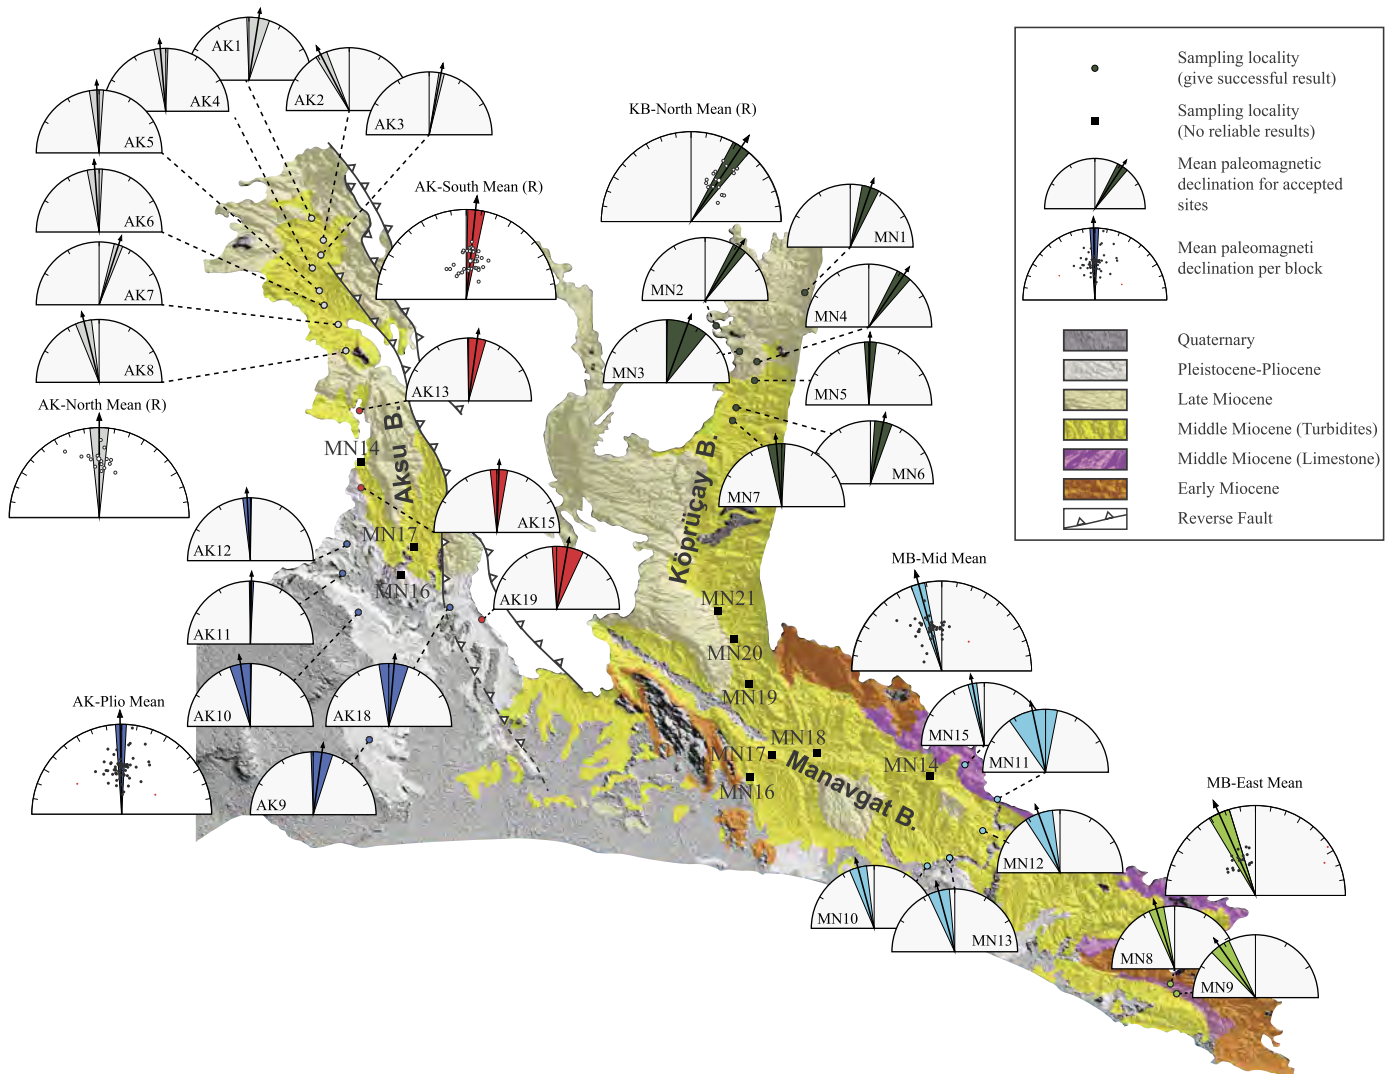 AK1
AK4
AK2
AK3
AK5
AK6
AK7
AK8
AK-North Mean (R)
AK-South Mean (R)
AK13
MN14
Aksu B.
AK15
MN17
MN16
AK19
AK12
AK11
AK10
AK18
AK-Plio Mean
AK9
KB-North Mean (R)
MN1
MN2
MN4
MN3
MN5
MN6
MN7
Köprüçay B.
MN21
MN20
MN19
MN18
MN17
MN16
MN14
Manavgat B.
MB-Mid Mean
MN15
MN11
MN12
MN10
MN13
MB-East Mean
MN8
MN9
Sampling locality
(give successful result)
Sampling locality
(No reliable results)
Mean paleomagnetic
declination for accepted
sites
Mean paleomagneti
declination per block
Quaternary
Pleistocene-Pliocene
Late Miocene
Middle Miocene (Turbidites)
Middle Miocene (Limestone)
Early Miocene
Reverse Fault